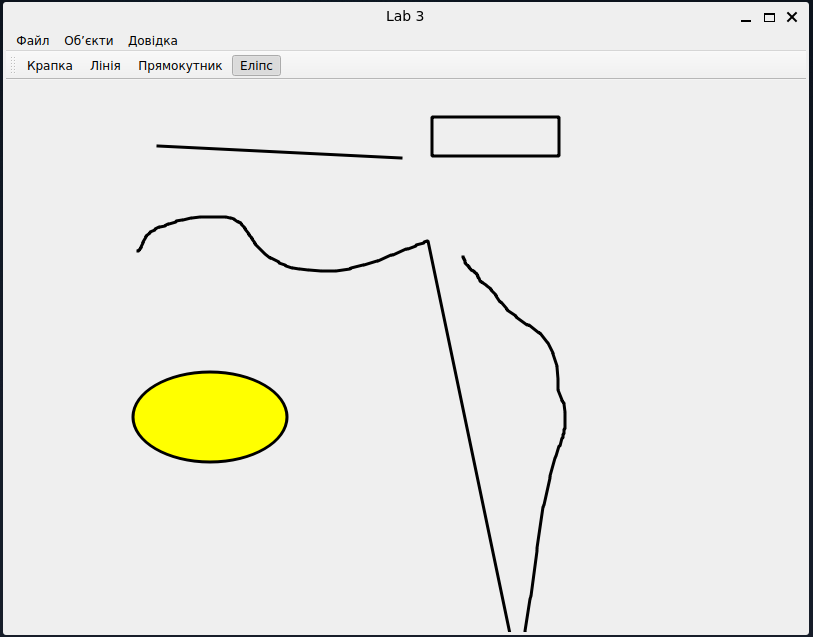 Lab 3
Файл Об’єкти Довідка
Крапка Лінія Прямокутник Еліпс